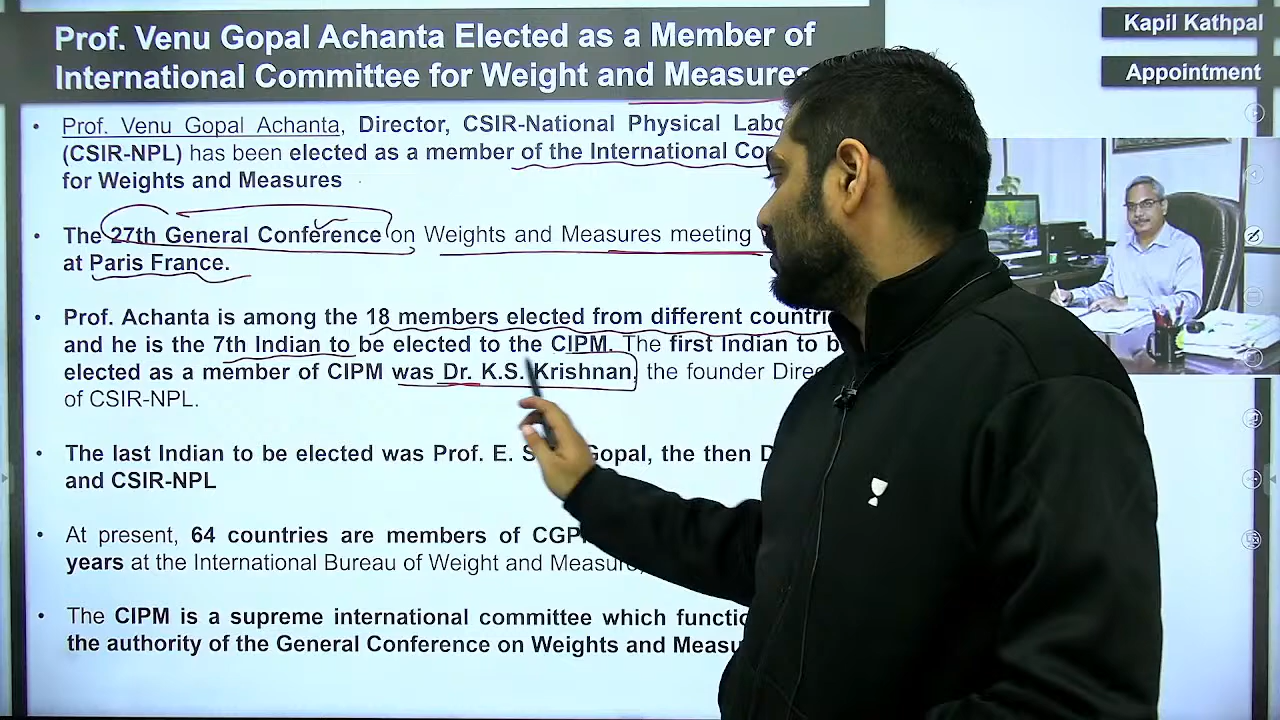 Prof. Venu Gopal Achanta Elected as a Member of
International Committee for Weight and Measures
Kapil Kathpal
Appointment
• Prof. Venu Gopal Achanta, Director, CSIR-National Physical
(CSIR-NPL) has been elected as a member of the International
for Weights and Measures
• The 27th General Conference on Weights and Measures meeting
at Paris France.
• Prof. Achanta is among the 18 members elected from different
and he is the 7th Indian to be elected to the CIPM. The first Indian to
elected as a member of CIPM was Dr. K.S. Krishnan, the founder
of CSIR-NPL.
• The last Indian to be elected was Prof. E. Gopal, the then
and CSIR-NPL
• At present, 64 countries are members of
years at the International Bureau of Weight and
• The CIPM is a supreme international committee which
the authority of the General Conference on Weights and